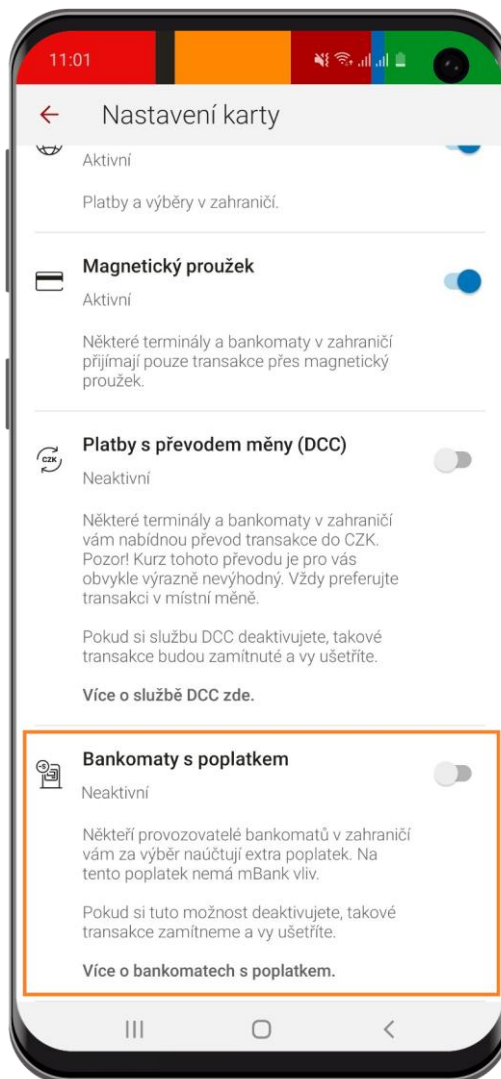 11:01
Nastavení karty
Aktivní
Platby a výběry v zahraničí.
Magnetický proužek
Aktivní
Některé terminály a bankomaty v zahraničí
přijímají pouze transakce přes magnetický
proužek.
CZK
Platby s převodem měny (DCC)
Neaktivní
Některé terminály a bankomaty v zahraničí
vám nabídnou převod transakce do CZK.
Pozor! Kurz tohoto převodu je pro vás
obvykle výrazně nevýhodný. Vždy preferujte
transakci v místní měně.
Pokud si službu DCC deaktivujete, takové
transakce budou zamítnuté a vy ušetříte.
Více o službě DCC zde.
Bankomaty s poplatkem
Neaktivní
Někteří provozovatelé bankomatů v zahraničí
vám za výběr naúčtují extra poplatek. Na
tento poplatek nemá mBank vliv.
Pokud si tuto možnost deaktivujete, takové
transakce zamítneme a vy ušetříte.
Více o bankomatech s poplatkem.